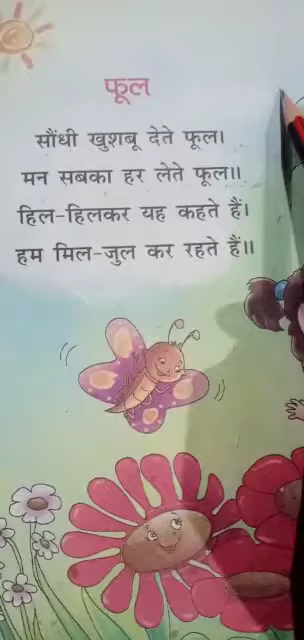 फूल
सौंधी खुशबू देते फूल।
मन सबका हर लेते फूल॥
हिल-हिलकर यह कहते हैं।
हम मिल-जुल कर रहते हैं॥